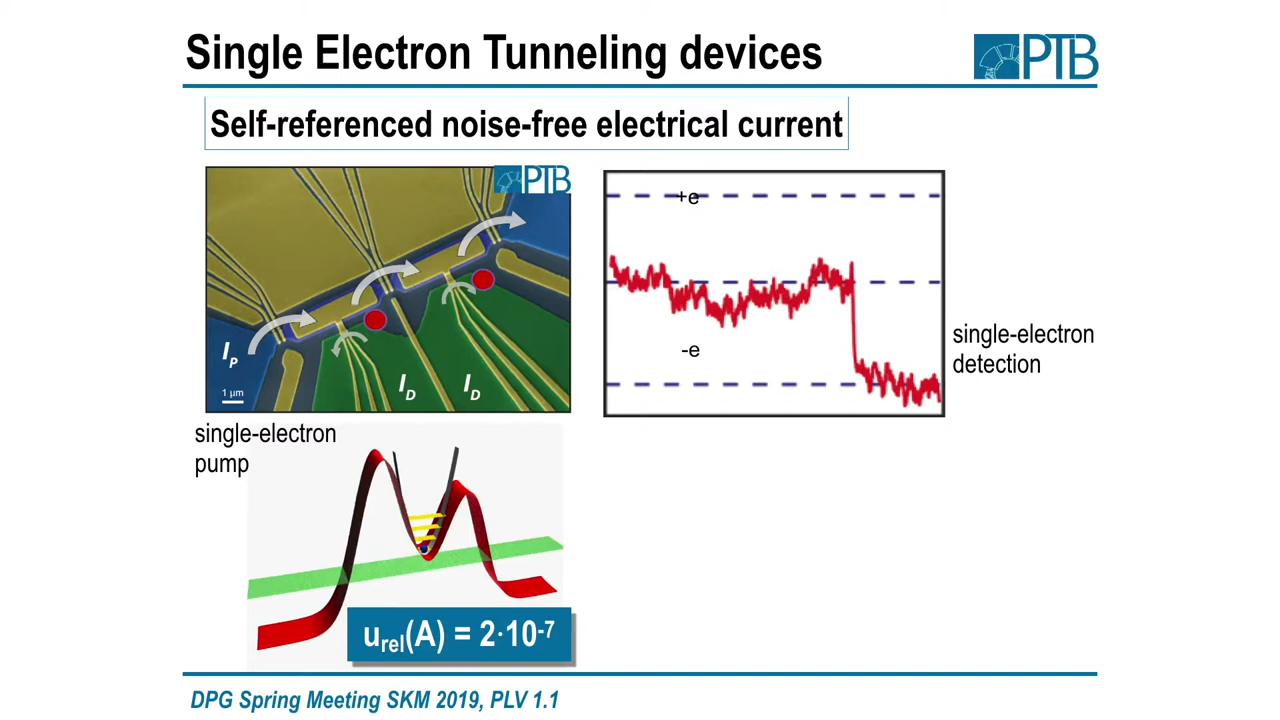 Single Electron Tunneling devices
PTB
Self-referenced noise-free electrical current
PTB
I_P
1 µm
I_D
I_D
+e
-e
single-electron
detection
single-electron
pump
u_rel(A) = 2·10⁻⁷
DPG Spring Meeting SKM 2019, PLV 1.1